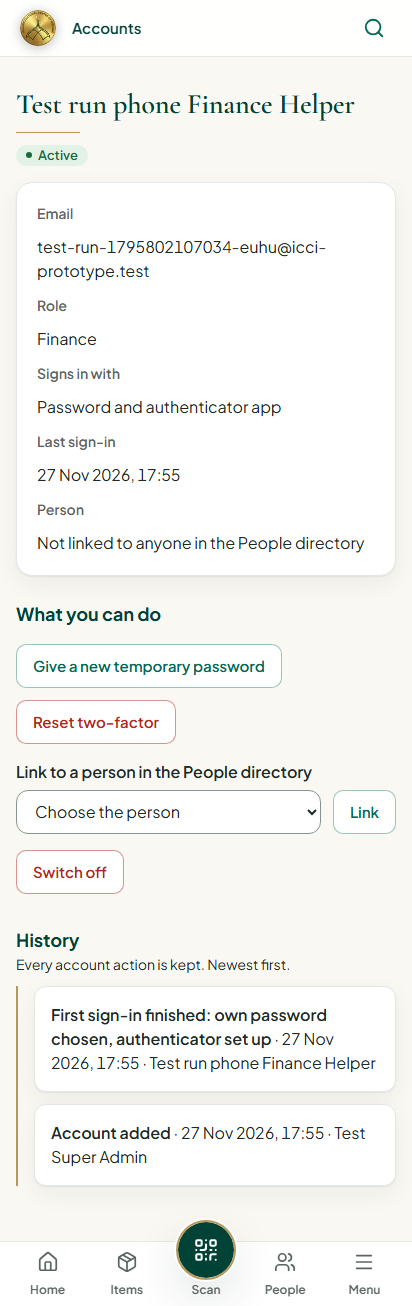 Accounts
Test run phone Finance Helper
Active
Email
test-run-1795802107034-euhu@icci-
prototype.test
Role
Finance
Signs in with
Password and authenticator app
Last sign-in
27 Nov 2026, 17:55
Person
Not linked to anyone in the People directory
What you can do
Give a new temporary password
Reset two-factor
Link to a person in the People directory
Choose the person
Link
Switch off
History
Every account action is kept. Newest first.
First sign-in finished: own password
chosen, authenticator set up · 27 Nov
2026, 17:55 · Test run phone Finance Helper
Account added · 27 Nov 2026, 17:55 · Test
Super Admin
Home
Items
Scan
People
Menu